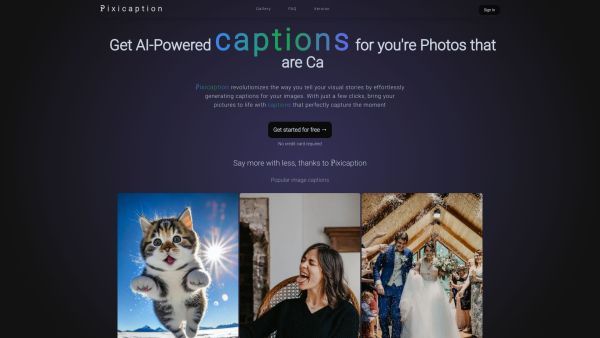 Pixicaption
Gallery FAQ Service
Sign in
Get AI-Powered captions for you're Photos that
are Ca
Pixicaption revolutionizes the way you tell your visual stories by effortlessly
generating captions for your images. With just a few clicks, bring your
pictures to life with captions that perfectly capture the moment
Get started for free →
No credit card required
Say more with less, thanks to Pixicaption
Popular image captions